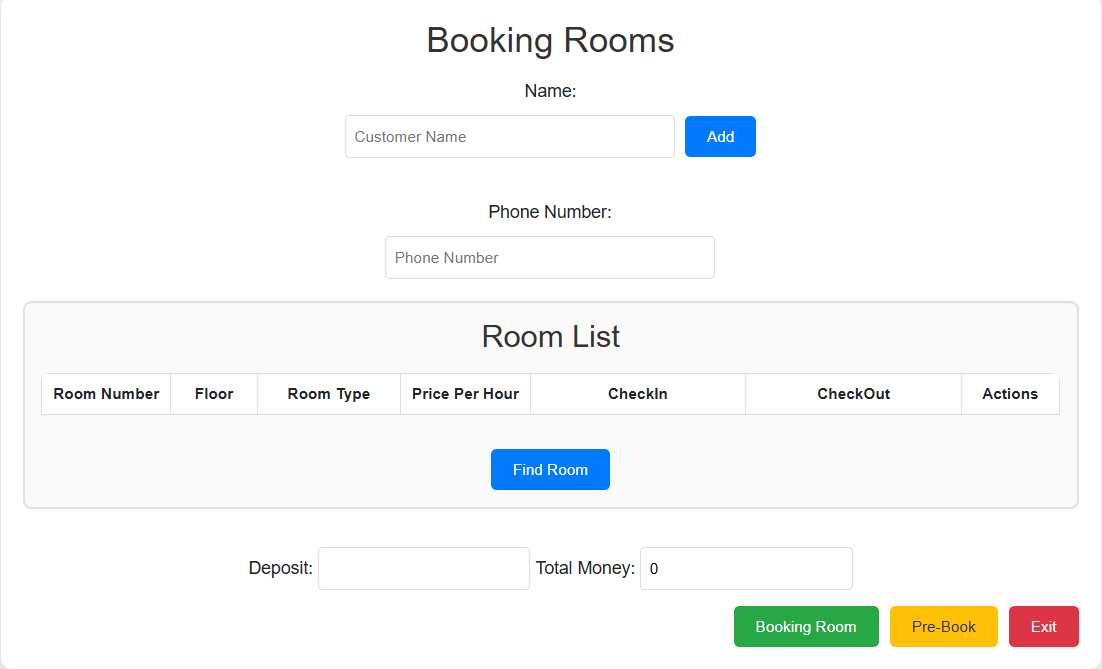 Booking Rooms
Name:
Customer Name Add
Phone Number:
Phone Number
Room List
Room Number Floor Room Type Price Per Hour CheckIn CheckOut Actions
Find Room
Deposit: Total Money: 0
Booking Room Pre-Book Exit